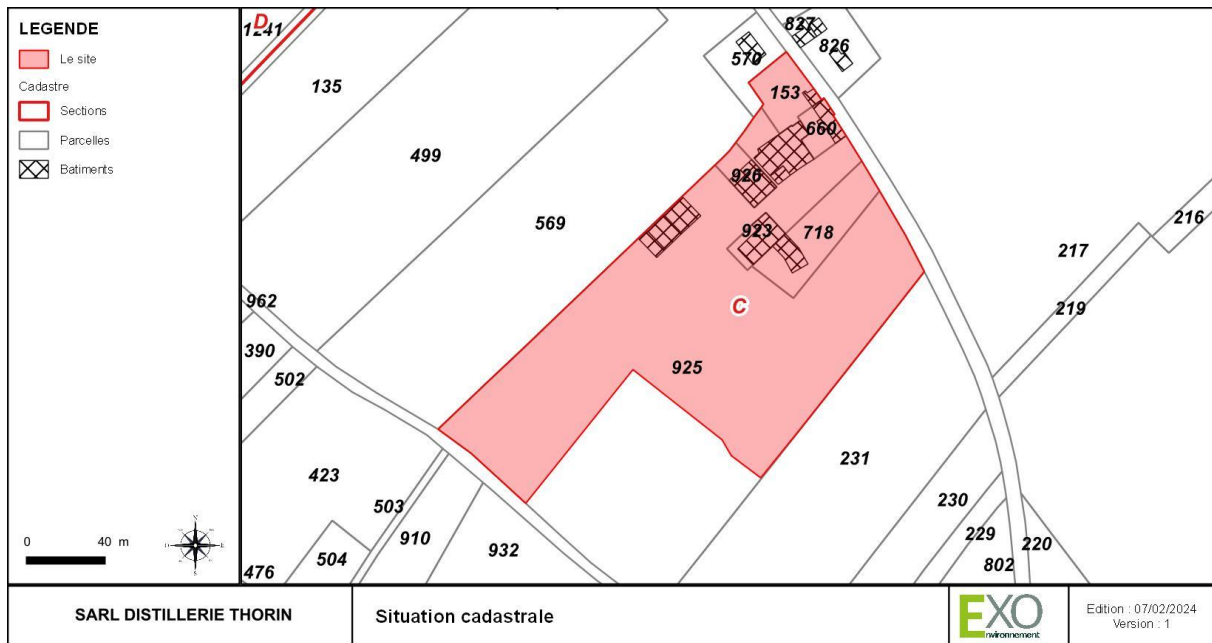 LEGENDE
Le site
Cadastre
Sections
Parcelles
Batiments
0 40 m
D
1241
135
499
569
962
390
502
423
503
910
504
476
932
827
826
570
153
660
926
923
718
C
925
231
216
217
219
230
229
220
802
SARL DISTILLERIE THORIN
Situation cadastrale
EXO
nvironnement
Edition : 07/02/2024
Version : 1